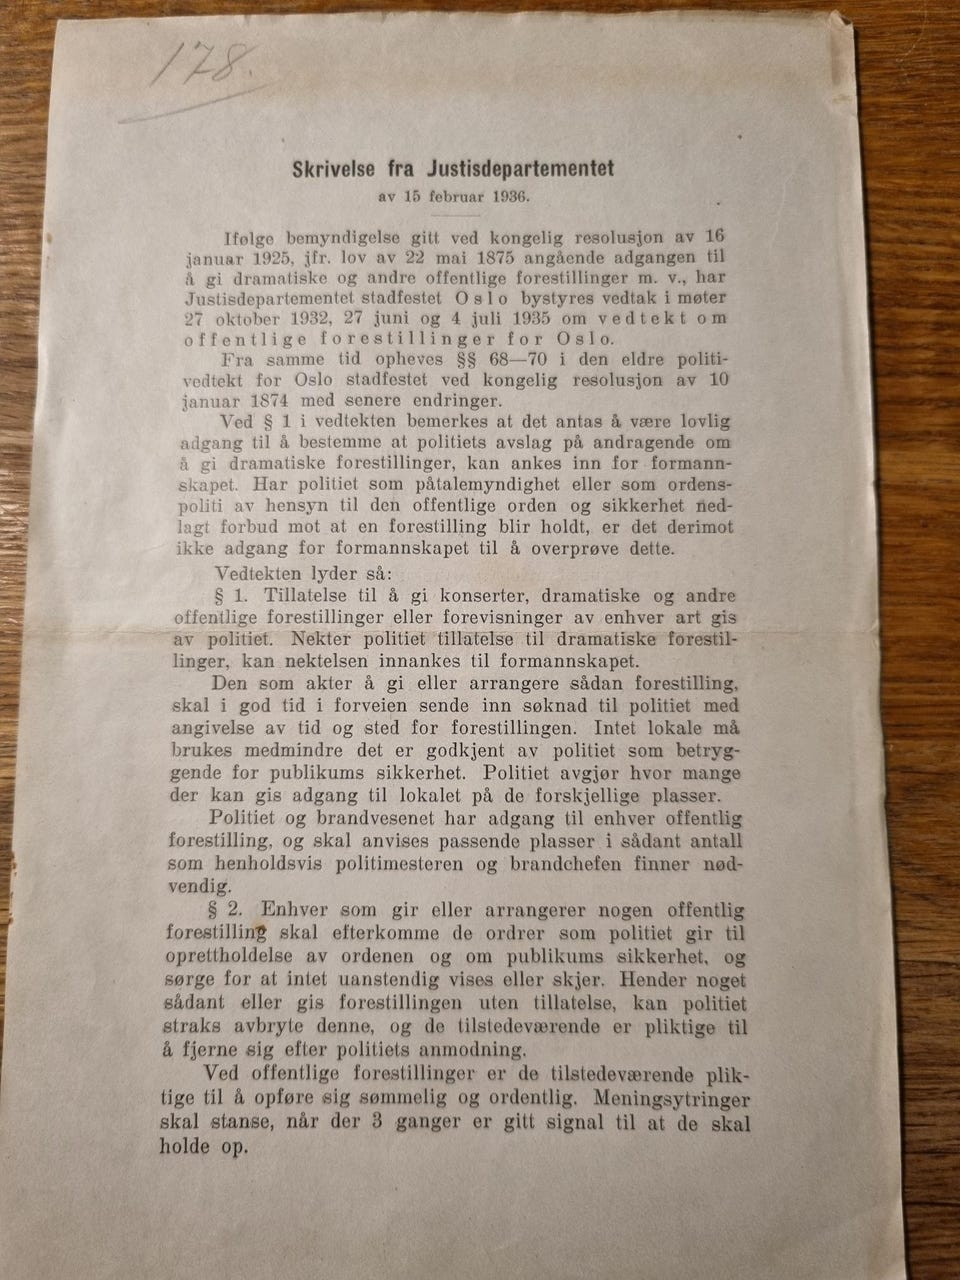 178.
Skrivelse fra Justisdepartementet
av 15 februar 1936.
Ifølge bemyndigelse gitt ved kongelig resolusjon av 16
januar 1925, jfr. lov av 22 mai 1875 angående adgangen til
å gi dramatiske og andre offentlige forestillinger m. v., har
Justisdepartementet stadfestet Oslo bystyres vedtak i møter
27 oktober 1932, 27 juni og 4 juli 1935 om vedtekt om
offentlige forestillinger for Oslo.
Fra samme tid opheves §§ 68—70 i den eldre politi-
vedtekt for Oslo stadfestet ved kongelig resolusjon av 10
januar 1874 med senere endringer.
Ved § 1 i vedtekten bemerkes at det antas å være lovlig
adgang til å bestemme at politiets avslag på andragende om
å gi dramatiske forestillinger, kan ankes inn for formann-
skapet. Har politiet som påtalemyndighet eller som ordens-
politi av hensyn til den offentlige orden og sikkerhet ned-
lagt forbud mot at en forestilling blir holdt, er det derimot
ikke adgang for formannskapet til å overprøve dette.
Vedtekten lyder så:
§ 1. Tillatelse til å gi konserter, dramatiske og andre
offentlige forestillinger eller forevisninger av enhver art gis
av politiet. Nekter politiet tillatelse til dramatiske forestil-
linger, kan nektelsen innankes til formannskapet.
Den som akter å gi eller arrangere sådan forestilling,
skal i god tid i forveien sende inn søknad til politiet med
angivelse av tid og sted for forestillingen. Intet lokale må
brukes medmindre det er godkjent av politiet som betryg-
gende for publikums sikkerhet. Politiet avgjør hvor mange
der kan gis adgang til lokalet på de forskjellige plasser.
Politiet og brandvesenet har adgang til enhver offentlig
forestilling, og skal anvises passende plasser i sådant antall
som henholdsvis politimesteren og brandchefen finner nød-
vendig.
§ 2. Enhver som gir eller arrangerer nogen offentlig
forestilling skal efterkomme de ordrer som politiet gir til
oprettholdelse av ordenen og om publikums sikkerhet, og
sørge for at intet uanstendig vises eller skjer. Hender noget
sådant eller gis forestillingen uten tillatelse, kan politiet
straks avbryte denne, og de tilstedeværende er pliktige til
å fjerne sig efter politiets anmodning.
Ved offentlige forestillinger er de tilstedeværende plik-
tige til å opføre sig sømmelig og ordentlig. Meningsytringer
skal stanse, når der 3 ganger er gitt signal til at de skal
holde op.